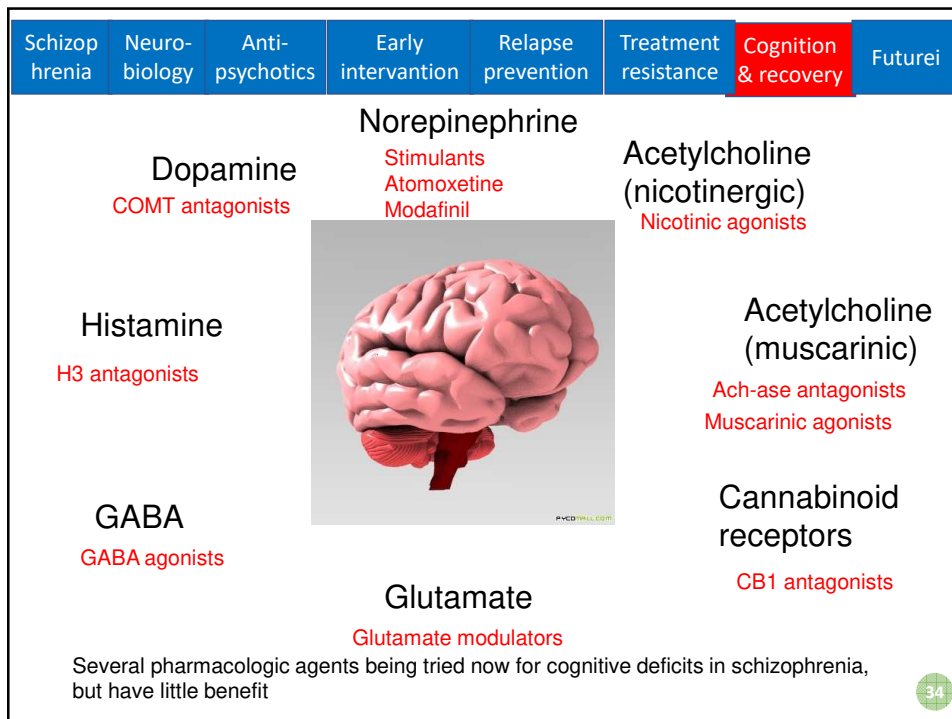 Schizop
hrenia
Neuro-
biology
Anti-
psychotics
Early
intervantion
Relapse
prevention
Treatment
resistance
Cognition
& recovery
Futurei
Norepinephrine
Stimulants
Atomoxetine
Modafinil
Dopamine
COMT antagonists
Acetylcholine
(nicotinergic)
Nicotinic agonists
Histamine
H3 antagonists
Acetylcholine
(muscarinic)
Ach-ase antagonists
Muscarinic agonists
GABA
GABA agonists
Cannabinoid
receptors
CB1 antagonists
Glutamate
Glutamate modulators
Several pharmacologic agents being tried now for cognitive deficits in schizophrenia,
but have little benefit
34